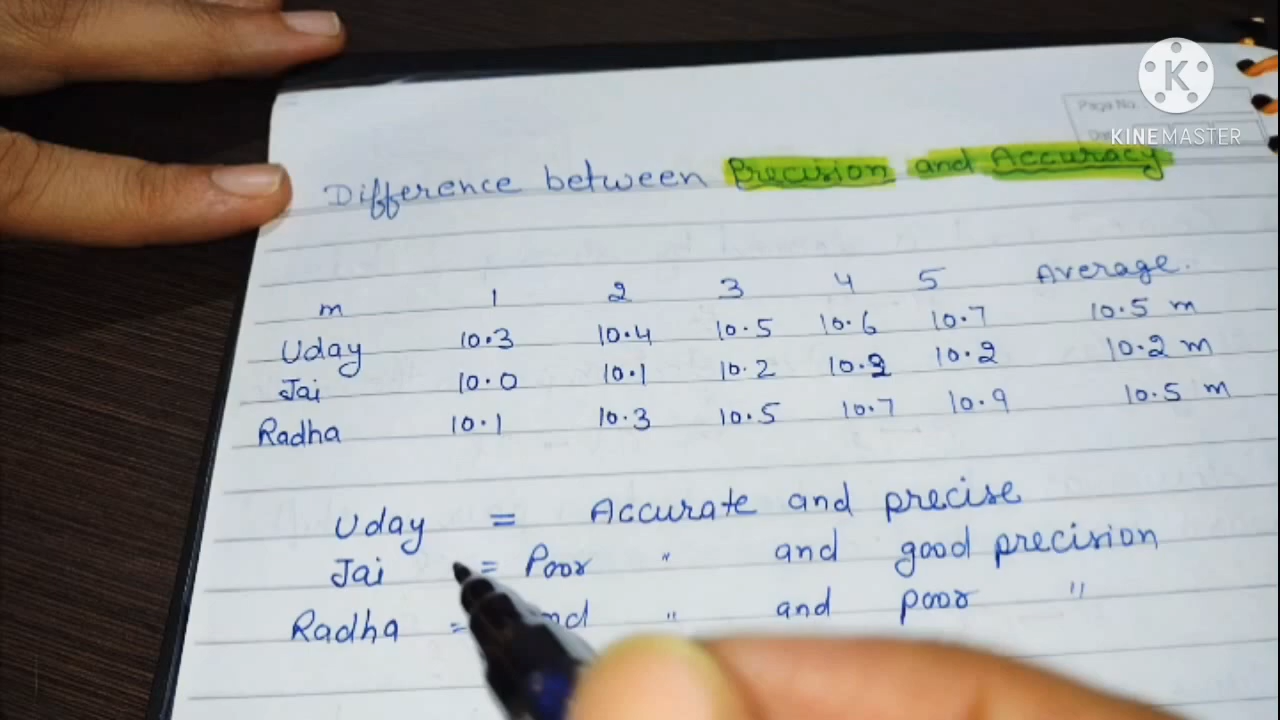 Page No.
KINEMASTER
Difference between Precision and Accuracy
m 1 2 3 4 5 Average.
Uday 10.3 10.4 10.5 10.6 10.7 10.5 m
Jai 10.0 10.1 10.2 10.2 10.2 10.2 m
Radha 10.1 10.3 10.5 10.7 10.9 10.5 m
Uday = Accurate and precise
Jai = Poor " and good precision
Radha = " and poor "